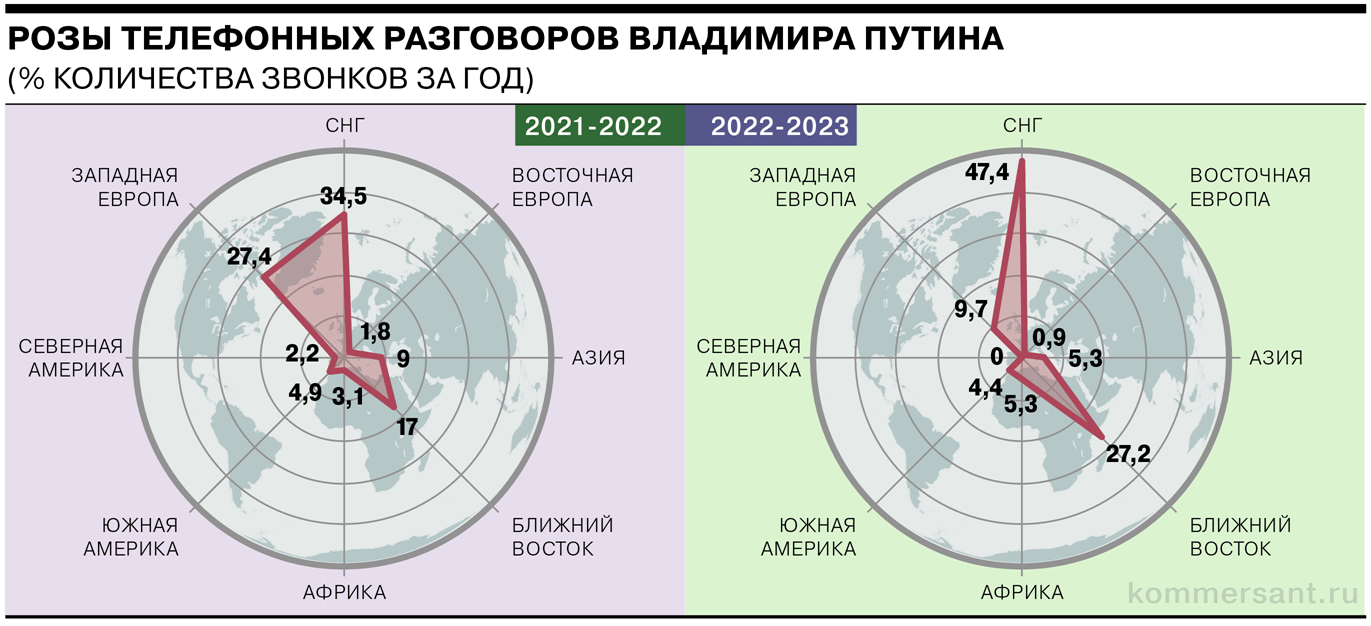 РОЗЫ ТЕЛЕФОННЫХ РАЗГОВОРОВ ВЛАДИМИРА ПУТИНА
(% КОЛИЧЕСТВА ЗВОНКОВ ЗА ГОД)
2021-2022
СНГ
ЗАПАДНАЯ
ЕВРОПА
ВОСТОЧНАЯ
ЕВРОПА
34,5
27,4
1,8
СЕВЕРНАЯ
АМЕРИКА
2,2
9
АЗИЯ
4,9
3,1
17
ЮЖНАЯ
АМЕРИКА
БЛИЖНИЙ
ВОСТОК
АФРИКА
2022-2023
СНГ
ЗАПАДНАЯ
ЕВРОПА
47,4
ВОСТОЧНАЯ
ЕВРОПА
9,7
0,9
СЕВЕРНАЯ
АМЕРИКА
0
5,3
АЗИЯ
4,4
5,3
27,2
ЮЖНАЯ
АМЕРИКА
БЛИЖНИЙ
ВОСТОК
АФРИКА
kommersant.ru